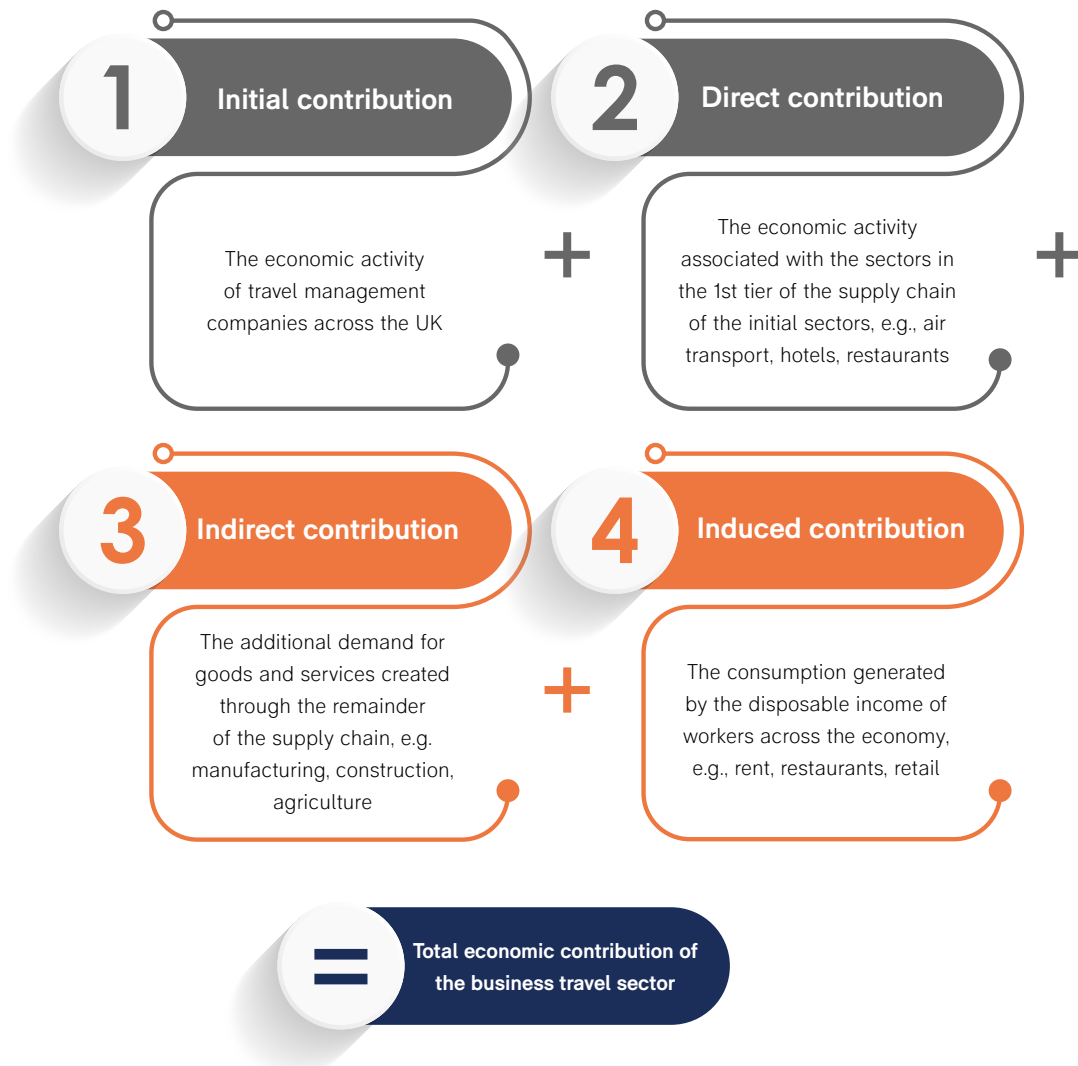 1
Initial contribution
The economic activity
of travel management
companies across the UK
+
2
Direct contribution
The economic activity
associated with the sectors in
the 1st tier of the supply chain
of the initial sectors, e.g., air
transport, hotels, restaurants
+
3
Indirect contribution
The additional demand for
goods and services created
through the remainder
of the supply chain, e.g.
manufacturing, construction,
agriculture
+
4
Induced contribution
The consumption generated
by the disposable income of
workers across the economy,
e.g., rent, restaurants, retail
=
Total economic contribution of
the business travel sector